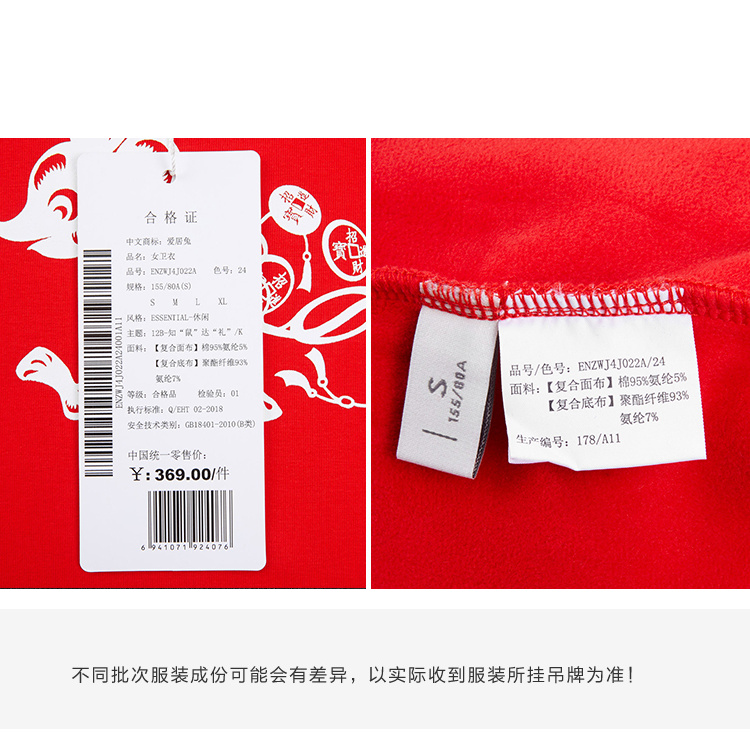 招
寶
財
招
寶
財
招
合格证
中文商标: 爱居兔
品名: 女卫衣
品号: ENZWJ4J022A 色号: 24
规格: 155/80A(S)
S M L XL
风格: ESSENTIAL-休闲
主题: 12B-知“鼠”达“礼”/K
面料: 【复合面布】棉95%氨纶5%
【复合底布】聚酯纤维93%
氨纶7%
等级: 合格品 检验员: 01
执行标准: Q/EHT 02-2018
安全技术类别: GB18401-2010(B类)
中国统一零售价:
¥: 369.00/件
6 941071 924076
ENZWJ4J022A24001A11
S
155/80A
品号/色号: ENZWJ4J022A/24
面料: 【复合面布】棉95%氨纶5%
【复合底布】聚酯纤维93%
氨纶7%
生产编号: 178/A11
不同批次服装成份可能会有差异，以实际收到服装所挂吊牌为准！